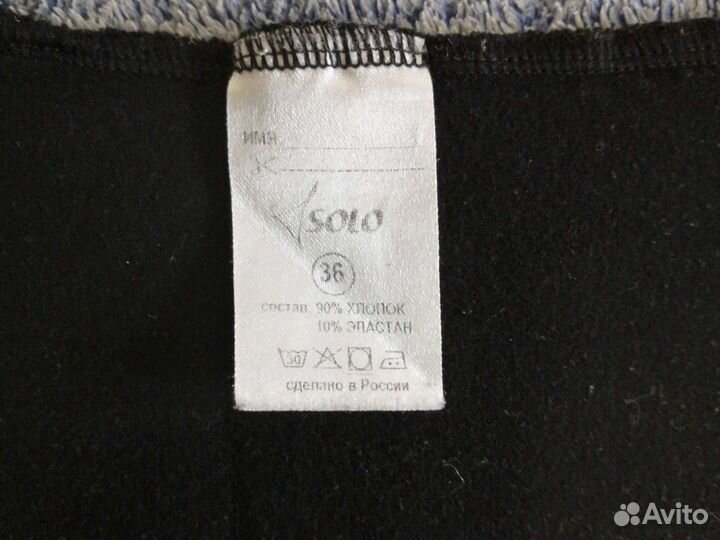 ИМЯ
SOLO
36
состав 90% ХЛОПОК
10% ЭЛАСТАН
30
сделано в России
Avito